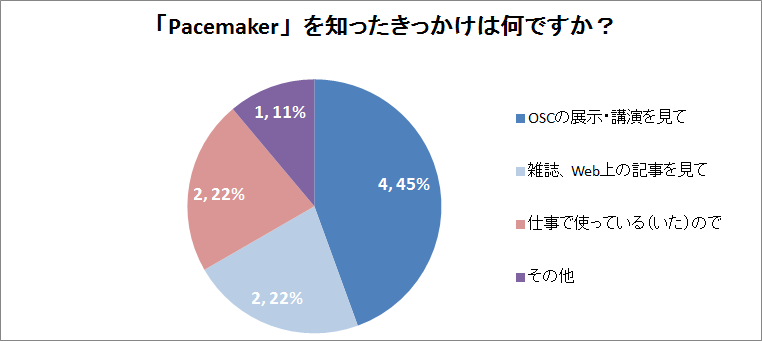 「Pacemaker」を知ったきっかけは何ですか？
1, 11%
4, 45%
2, 22%
2, 22%
OSCの展示・講演を見て
雑誌、Web上の記事を見て
仕事で使っている（いた）ので
その他